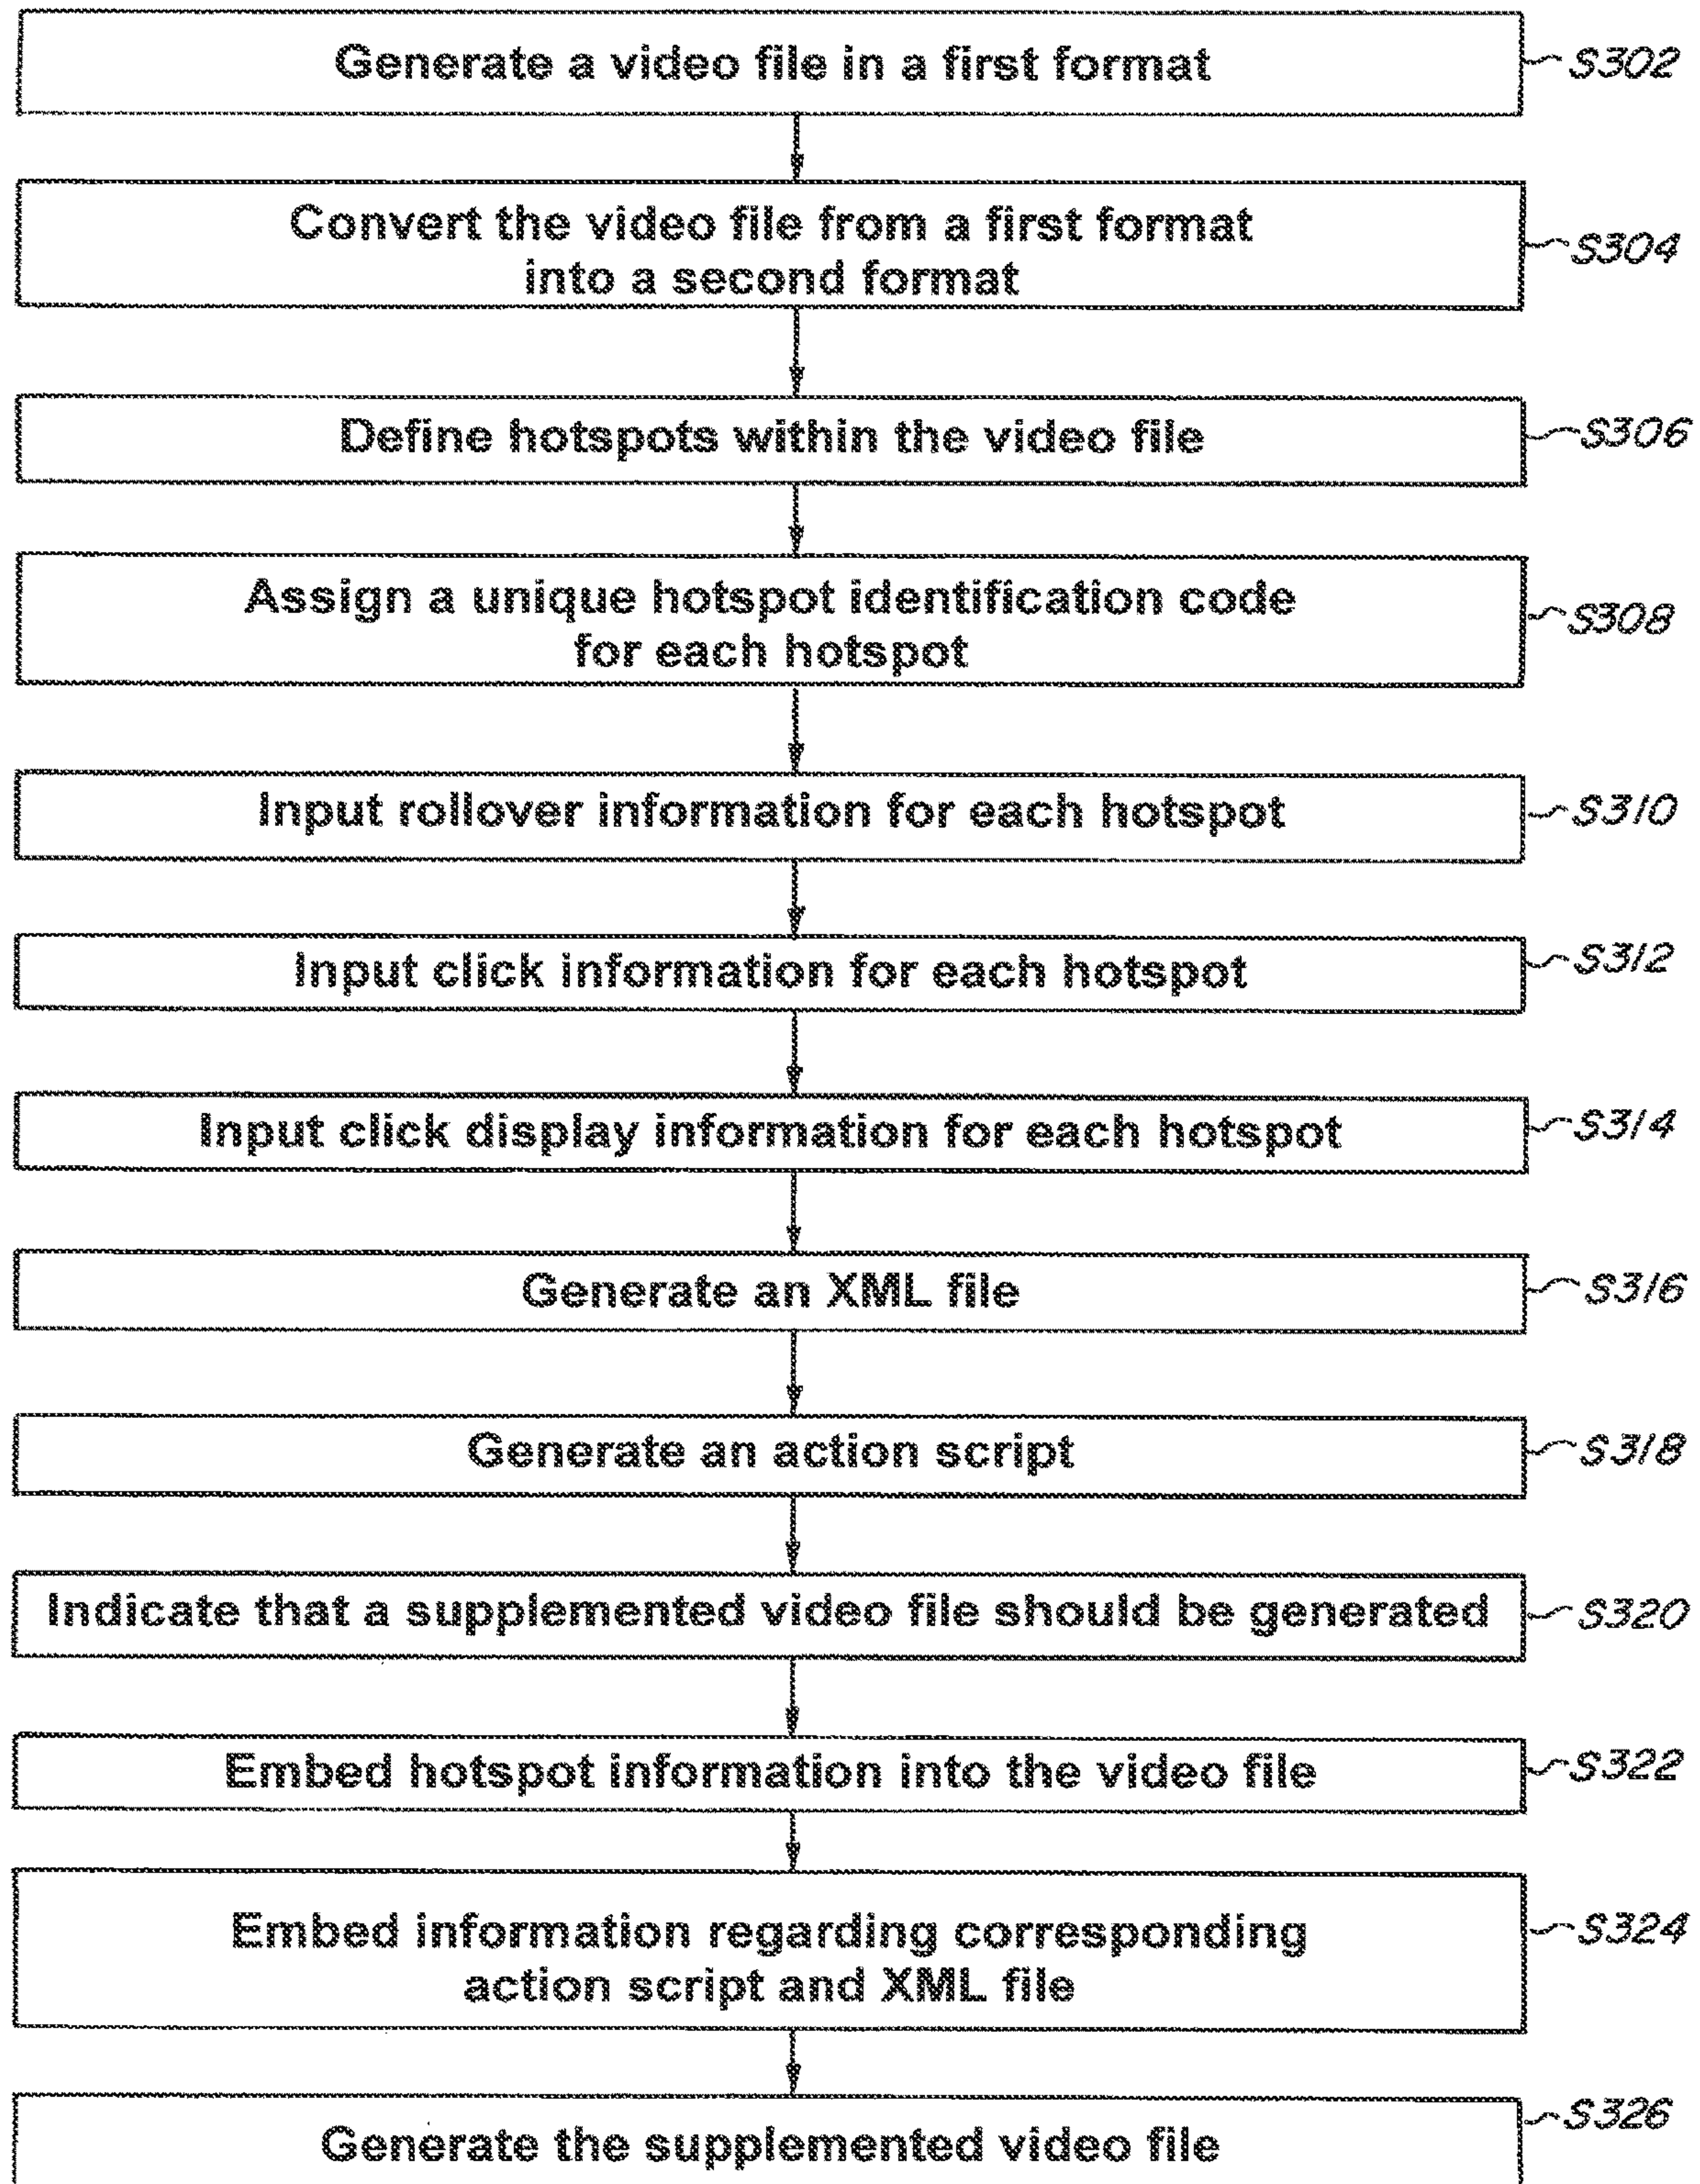 Generate a video file in a first format
S302
Convert the video file from a first format
into a second format
S304
Define hotspots within the video file
S306
Assign a unique hotspot identification code
for each hotspot
S308
Input rollover information for each hotspot
S310
Input click information for each hotspot
S312
Input click display information for each hotspot
S314
Generate an XML file
S316
Generate an action script
S318
Indicate that a supplemented video file should be generated
S320
Embed hotspot information into the video file
S322
Embed information regarding corresponding
action script and XML file
S324
Generate the supplemented video file
S326